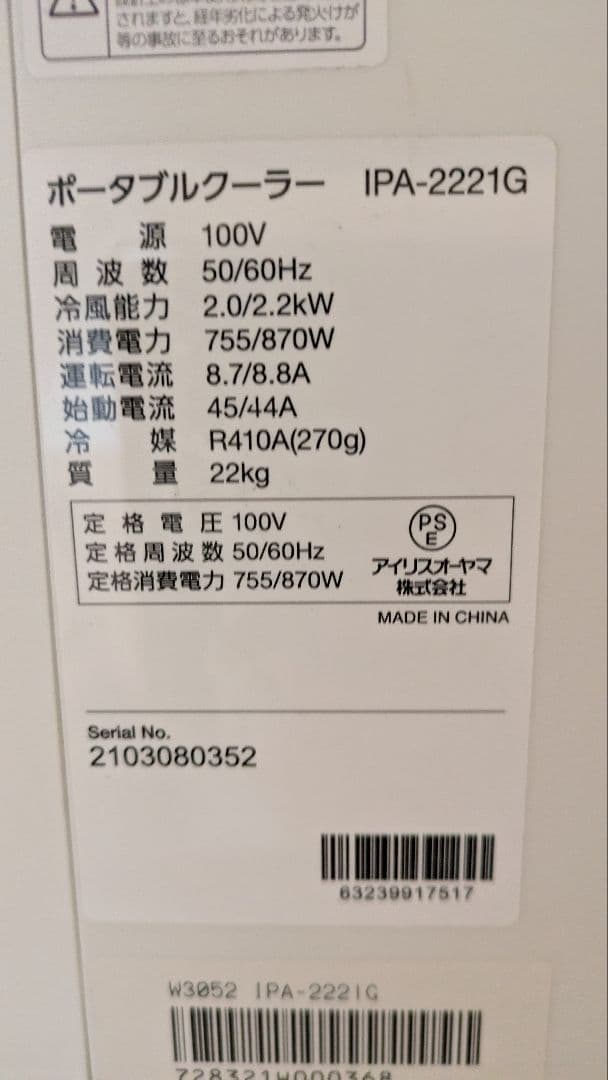 されますと、経年劣化による発火けが
等の事故に至るおそれがあります。
ポータブルクーラー IPA-2221G
電源 100V
周波数 50/60Hz
冷風能力 2.0/2.2kW
消費電力 755/870W
運転電流 8.7/8.8A
始動電流 45/44A
冷媒 R410A(270g)
質量 22kg
定格電圧 100V
定格周波数 50/60Hz
定格消費電力 755/870W
PS
E
アイリスオーヤマ
株式会社
MADE IN CHINA
Serial No.
2103080352
63239917517
W3052 IPA-2221G
728321W000368